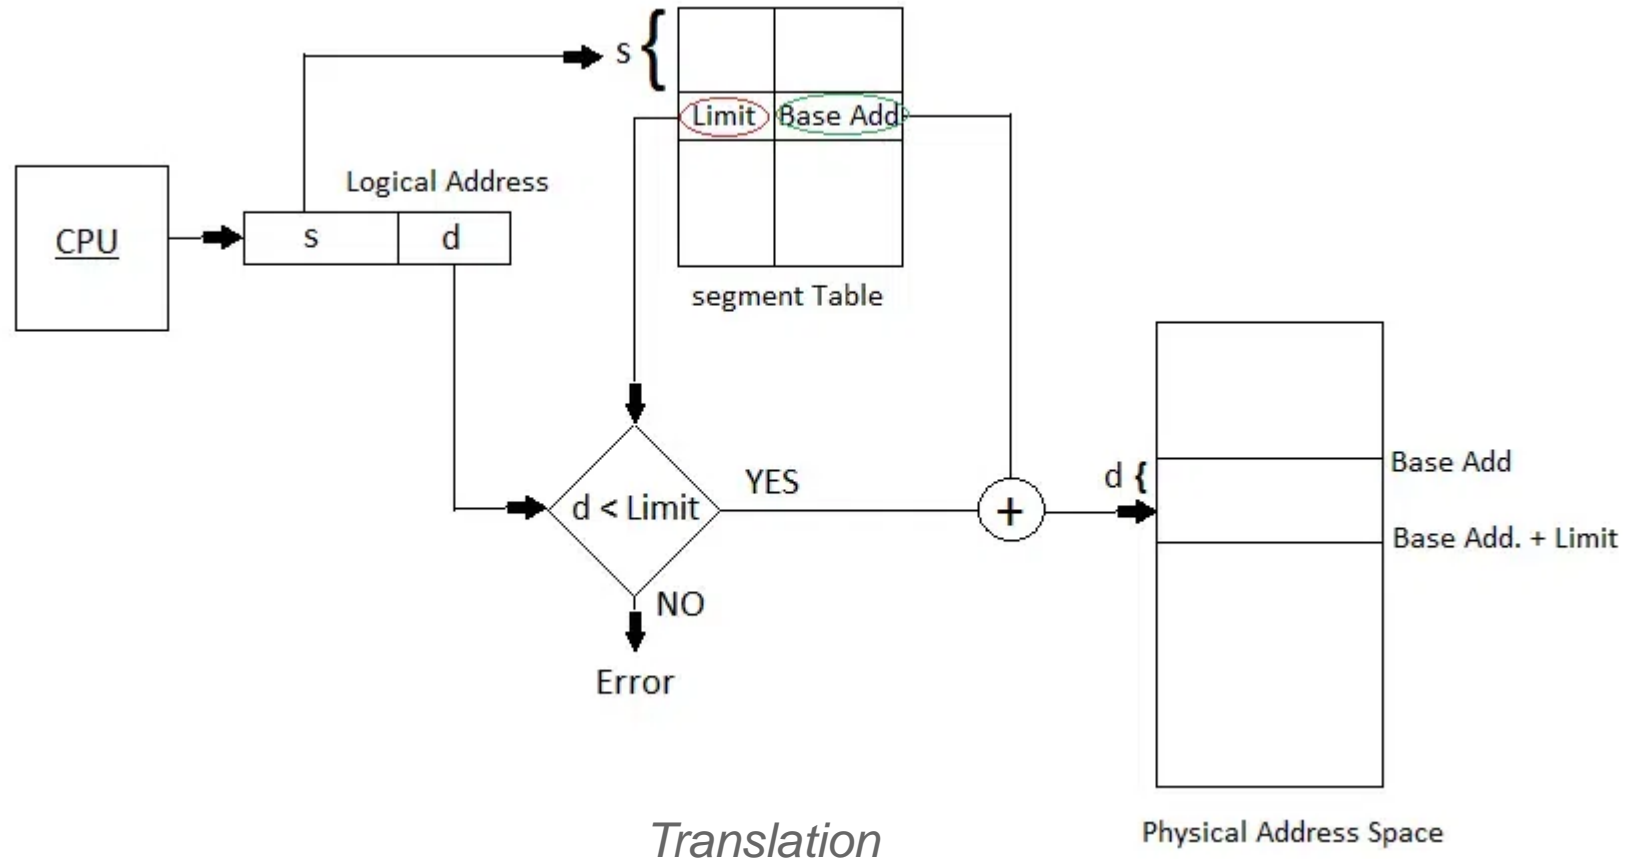 s {
Limit
Base Add
Logical Address
CPU
s
d
segment Table
d < Limit
YES
+
d {
Base Add
Base Add. + Limit
NO
Error
Physical Address Space
Translation